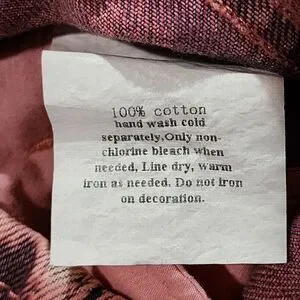 100% cotton
hand wash cold
separately.Only non-
chlorine bleach when
needed, Line dry, warm
iron as needed. Do not iron
on decoration.